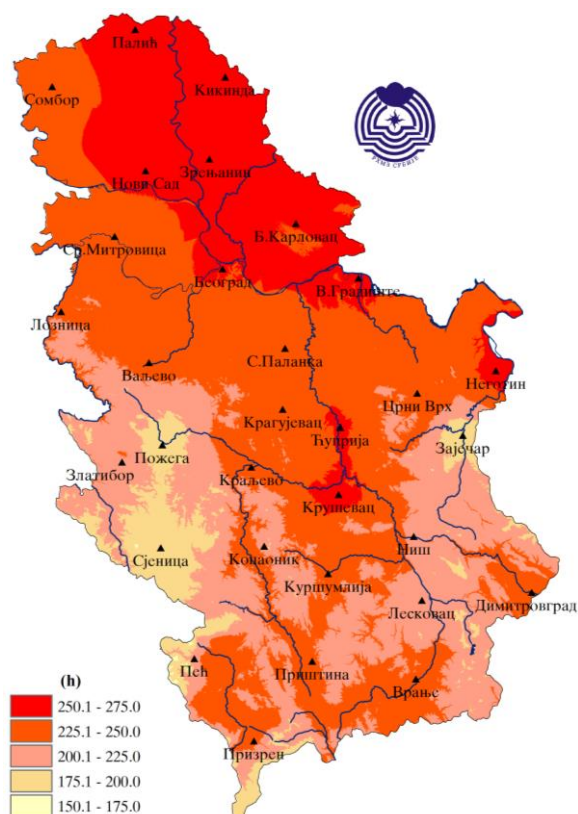 Палић
Кикинда
Сомбор
Зрењанин
Нови Сад
Б.Карловац
Ср.Митровица
Београд
В.Градиште
Лозница
С.Паланка
Ваљево
Неготин
Црни Врх
Крагујевац
Ћуприја
Зајечар
Пожега
Златибор
Краљево
Крушевац
Ниш
Сјеница
Копаоник
Куршумлија
Димитровград
Лесковац
Пећ
Приштина
Врање
Призрен
РХМЗ СРБИЈЕ
(h)
250.1 - 275.0
225.1 - 250.0
200.1 - 225.0
175.1 - 200.0
150.1 - 175.0